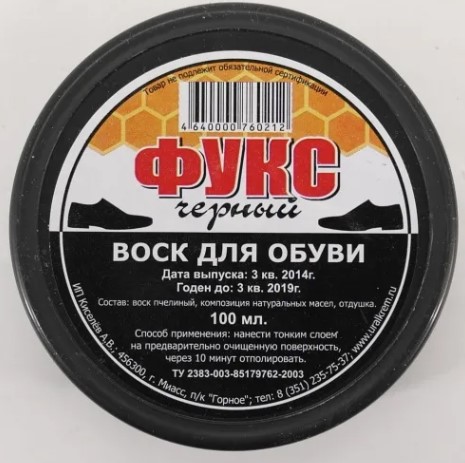 Товар не подлежит обязательной сертификации
4 640000 760212
ФУКС
черный
ВОСК ДЛЯ ОБУВИ
Дата выпуска: 3 кв. 2014г.
Годен до: 3 кв. 2019г.
Состав: воск пчелиный, композиция натуральных масел, отдушка.
100 мл.
Способ применения: нанести тонким слоем
на предварительно очищенную поверхность,
через 10 минут отполировать.
ТУ 2383-003-85179762-2003
ИП Киселёв А.В.; 456300, г. Миасс, п/к "Горное"; тел: 8 (351) 235-75-37; www.uralkrem.ru